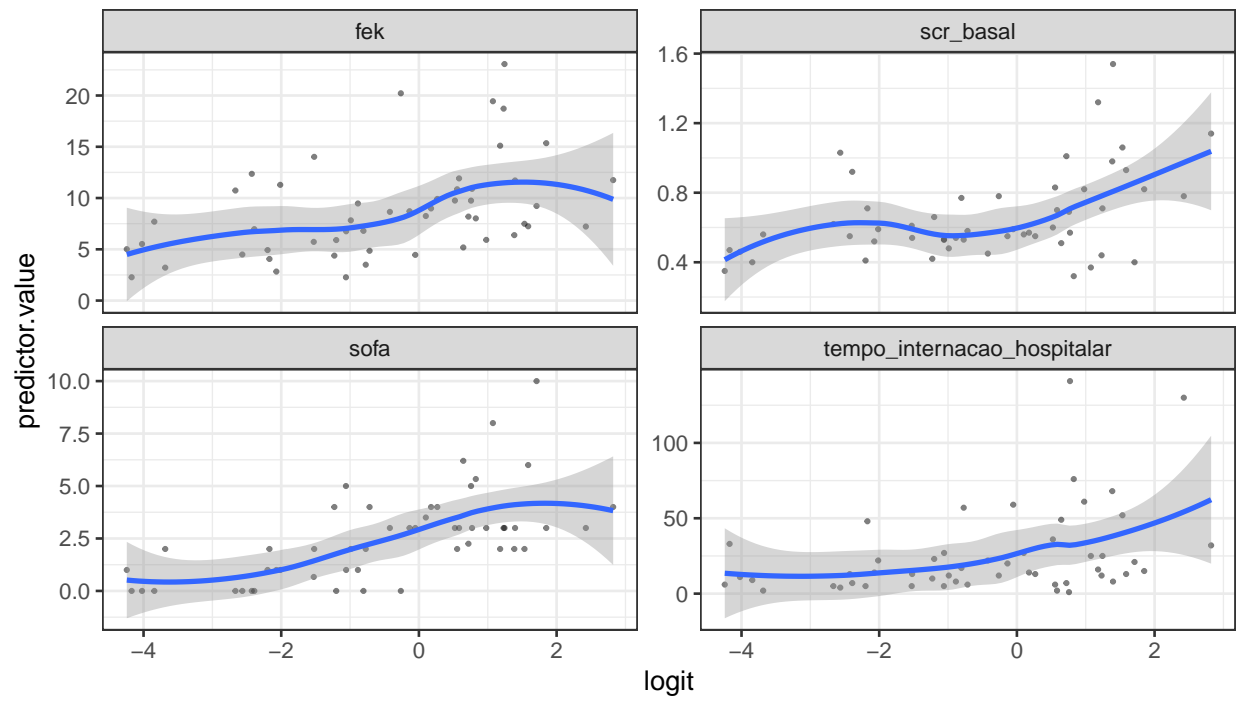 fek
scr_basal
20
15
10
5
0
1.6
1.2
0.8
0.4
predictor.value
sofa
tempo_internacao_hospitalar
10.0
7.5
5.0
2.5
0.0
100
50
0
−4 −2 0 2
−4 −2 0 2
logit